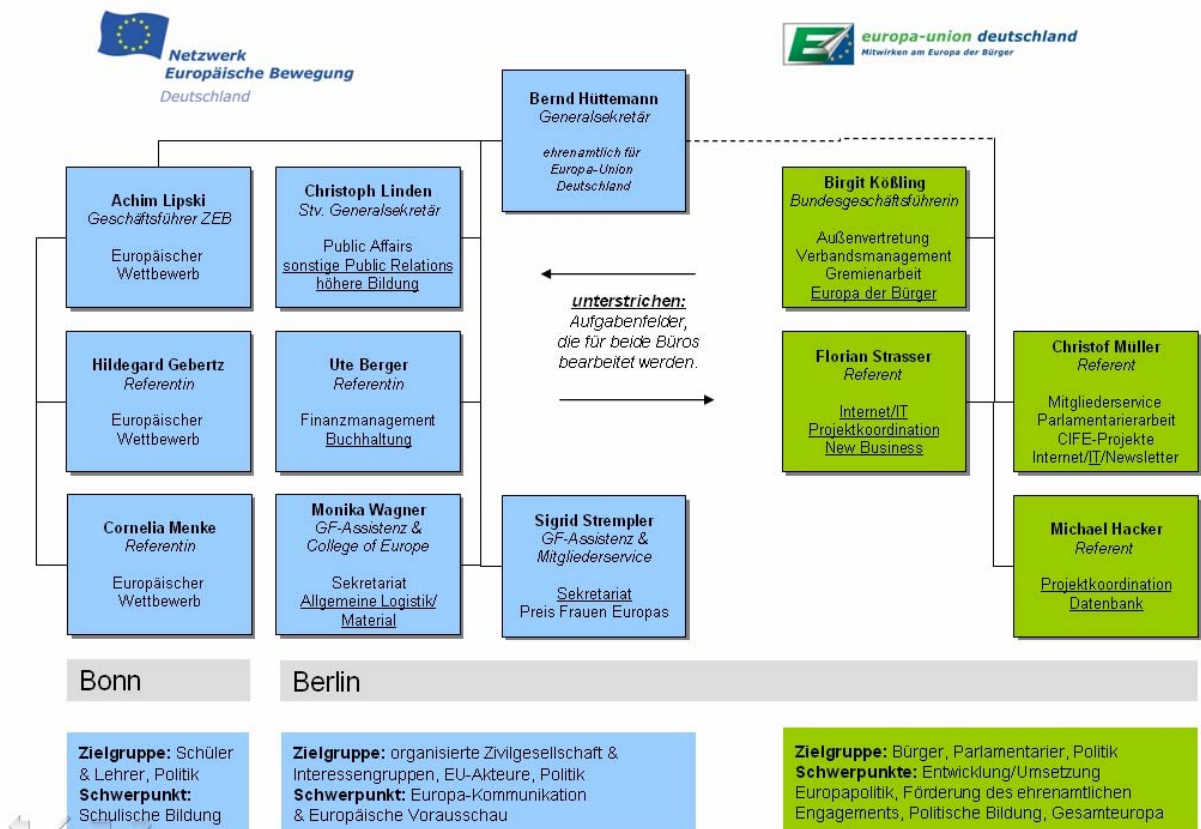 Netzwerk
Europäische Bewegung
Deutschland
europa-union deutschland
Mitwirken am Europa der Bürger
Bernd Hüttemann
Generalsekretär
ehrenamtlich für
Europa-Union
Deutschland
Achim Lipski
Geschäftsführer ZEB
Europäischer
Wettbewerb
Christoph Linden
Stv. Generalsekretär
Public Affairs
sonstige Public Relations
höhere Bildung
unterstrichen:
Aufgabenfelder,
die für beide Büros
bearbeitet werden.
Birgit Kößling
Bundesgeschäftsführerin
Außenvertretung
Verbandsmanagement
Gremienarbeit
Europa der Bürger
Hildegard Gebertz
Referentin
Europäischer
Wettbewerb
Ute Berger
Referentin
Finanzmanagement
Buchhaltung
Florian Strasser
Referent
Internet/IT
Projektkoordination
New Business
Christof Müller
Referent
Mitgliederservice
Parlamentarierarbeit
CIFE-Projekte
Internet/IT/Newsletter
Cornelia Menke
Referentin
Europäischer
Wettbewerb
Monika Wagner
GF-Assistenz &
College of Europe
Sekretariat
Allgemeine Logistik/
Material
Sigrid Strempler
GF-Assistenz &
Mitgliederservice
Sekretariat
Preis Frauen Europas
Michael Hacker
Referent
Projektkoordination
Datenbank
Bonn
Berlin
Zielgruppe: Schüler
& Lehrer, Politik
Schwerpunkt:
Schulische Bildung
Zielgruppe: organisierte Zivilgesellschaft &
Interessengruppen, EU-Akteure, Politik
Schwerpunkt: Europa-Kommunikation
& Europäische Vorausschau
Zielgruppe: Bürger, Parlamentarier, Politik
Schwerpunkte: Entwicklung/Umsetzung
Europapolitik, Förderung des ehrenamtlichen
Engagements, Politische Bildung, Gesamteuropa